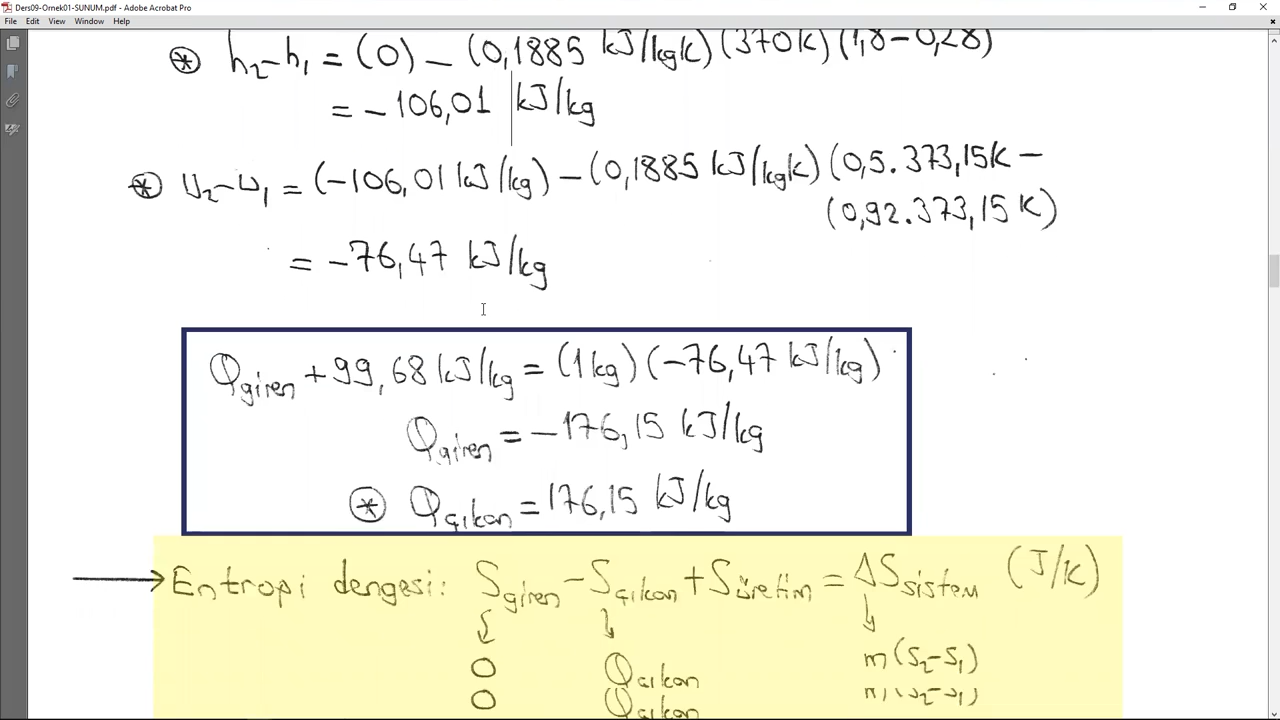 Ders09-Ornek01-SUNUM.pdf - Adobe Acrobat Pro
File Edit View Window Help
⊛ h₂-h₁ = (0) - (0,1885 kJ/kgK)(370K)(1,8-0,28)
= -106,01 kJ/kg
⊛ u₂-u₁ = (-106,01 kJ/kg) - (0,1885 kJ/kgK)(0,5.373,15K -
(0,92.373,15 K)
= -76,47 kJ/kg
Qgiren + 99,68 kJ/kg = (1 kg)(-76,47 kJ/kg)
Qgiren = -176,15 kJ/kg
⊛ Qçıkan = 176,15 kJ/kg
→ Entropi dengesi: Sgiren - Sçıkan + Süretim = ΔSsistem (J/K)
↓ ↓ ↓
0 Qçıkan m(s₂-s₁)
0 Qçıkan